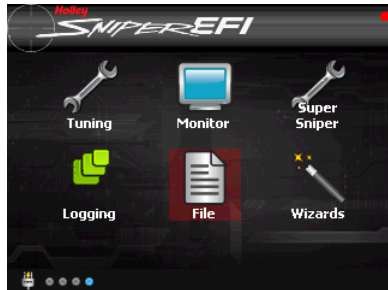 Holley
SNIPER EFI
Tuning
Monitor
Super
Sniper
Logging
File
Wizards